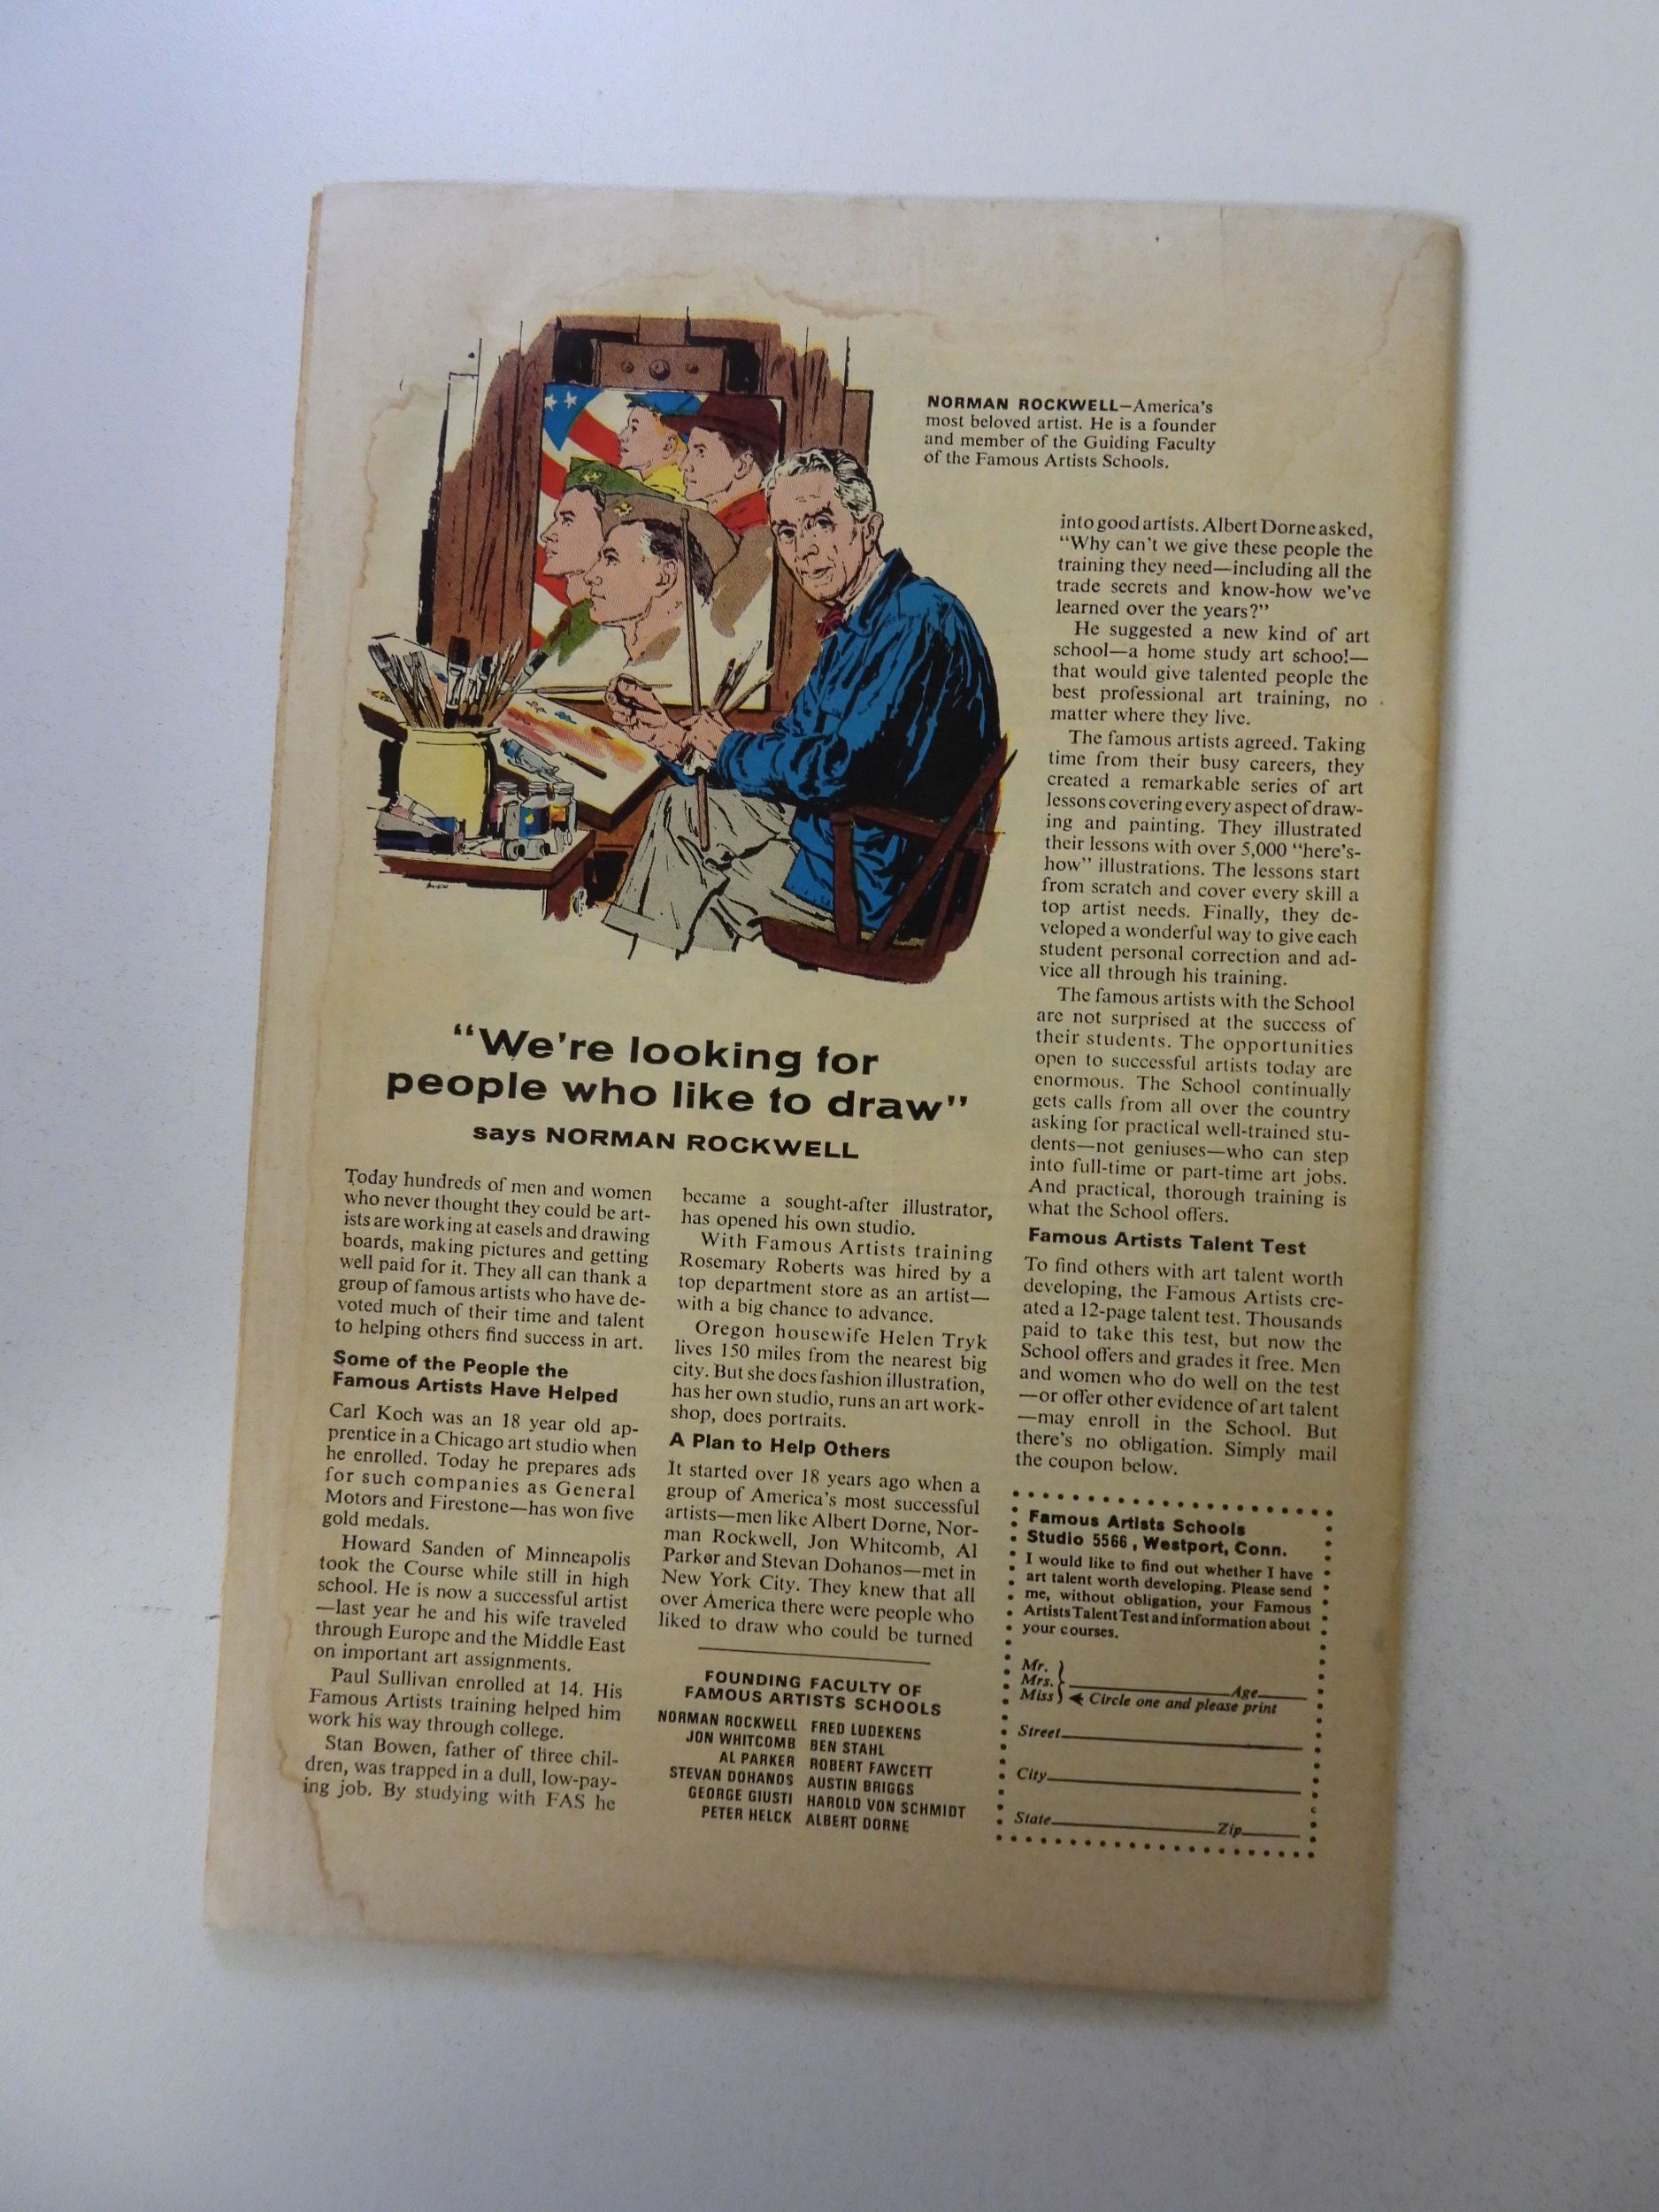 NORMAN ROCKWELL—America's
most beloved artist. He is a founder
and member of the Guiding Faculty
of the Famous Artists Schools.
"We're looking for
people who like to draw"
says NORMAN ROCKWELL
Today hundreds of men and women
who never thought they could be art-
ists are working at easels and drawing
boards, making pictures and getting
well paid for it. They all can thank a
group of famous artists who have de-
voted much of their time and talent
to helping others find success in art.
Some of the People the
Famous Artists Have Helped
Carl Koch was an 18 year old ap-
prentice in a Chicago art studio when
he enrolled. Today he prepares ads
for such companies as General
Motors and Firestone—has won five
gold medals.
Howard Sanden of Minneapolis
took the Course while still in high
school. He is now a successful artist
—last year he and his wife traveled
through Europe and the Middle East
on important art assignments.
Paul Sullivan enrolled at 14. His
Famous Artists training helped him
work his way through college.
Stan Bowen, father of three chil-
dren, was trapped in a dull, low-pay-
ing job. By studying with FAS he
became a sought-after illustrator,
has opened his own studio.
With Famous Artists training
Rosemary Roberts was hired by a
top department store as an artist—
with a big chance to advance.
Oregon housewife Helen Tryk
lives 150 miles from the nearest big
city. But she does fashion illustration,
has her own studio, runs an art work-
shop, does portraits.
A Plan to Help Others
It started over 18 years ago when a
group of America's most successful
artists—men like Albert Dorne, Nor-
man Rockwell, Jon Whitcomb, Al
Parker and Stevan Dohanos—met in
New York City. They knew that all
over America there were people who
liked to draw who could be turned
FOUNDING FACULTY OF
FAMOUS ARTISTS SCHOOLS
NORMAN ROCKWELL FRED LUDEKENS
JON WHITCOMB BEN STAHL
AL PARKER ROBERT FAWCETT
STEVAN DOHANOS AUSTIN BRIGGS
GEORGE GIUSTI HAROLD VON SCHMIDT
PETER HELCK ALBERT DORNE
into good artists. Albert Dorne asked,
"Why can't we give these people the
training they need—including all the
trade secrets and know-how we've
learned over the years?"
He suggested a new kind of art
school—a home study art school—
that would give talented people the
best professional art training, no
matter where they live.
The famous artists agreed. Taking
time from their busy careers, they
created a remarkable series of art
lessons covering every aspect of draw-
ing and painting. They illustrated
their lessons with over 5,000 "here's-
how" illustrations. The lessons start
from scratch and cover every skill a
top artist needs. Finally, they de-
veloped a wonderful way to give each
student personal correction and ad-
vice all through his training.
The famous artists with the School
are not surprised at the success of
their students. The opportunities
open to successful artists today are
enormous. The School continually
gets calls from all over the country
asking for practical well-trained stu-
dents—not geniuses—who can step
into full-time or part-time art jobs.
And practical, thorough training is
what the School offers.
Famous Artists Talent Test
To find others with art talent worth
developing, the Famous Artists cre-
ated a 12-page talent test. Thousands
paid to take this test, but now the
School offers and grades it free. Men
and women who do well on the test
—or offer other evidence of art talent
—may enroll in the School. But
there's no obligation. Simply mail
the coupon below.
Famous Artists Schools
Studio 5566, Westport, Conn.
I would like to find out whether I have
art talent worth developing. Please send
me, without obligation, your Famous
Artists Talent Test and information about
your courses.
Mr.
Mrs. Age
Miss Circle one and please print
Street
City
State Zip